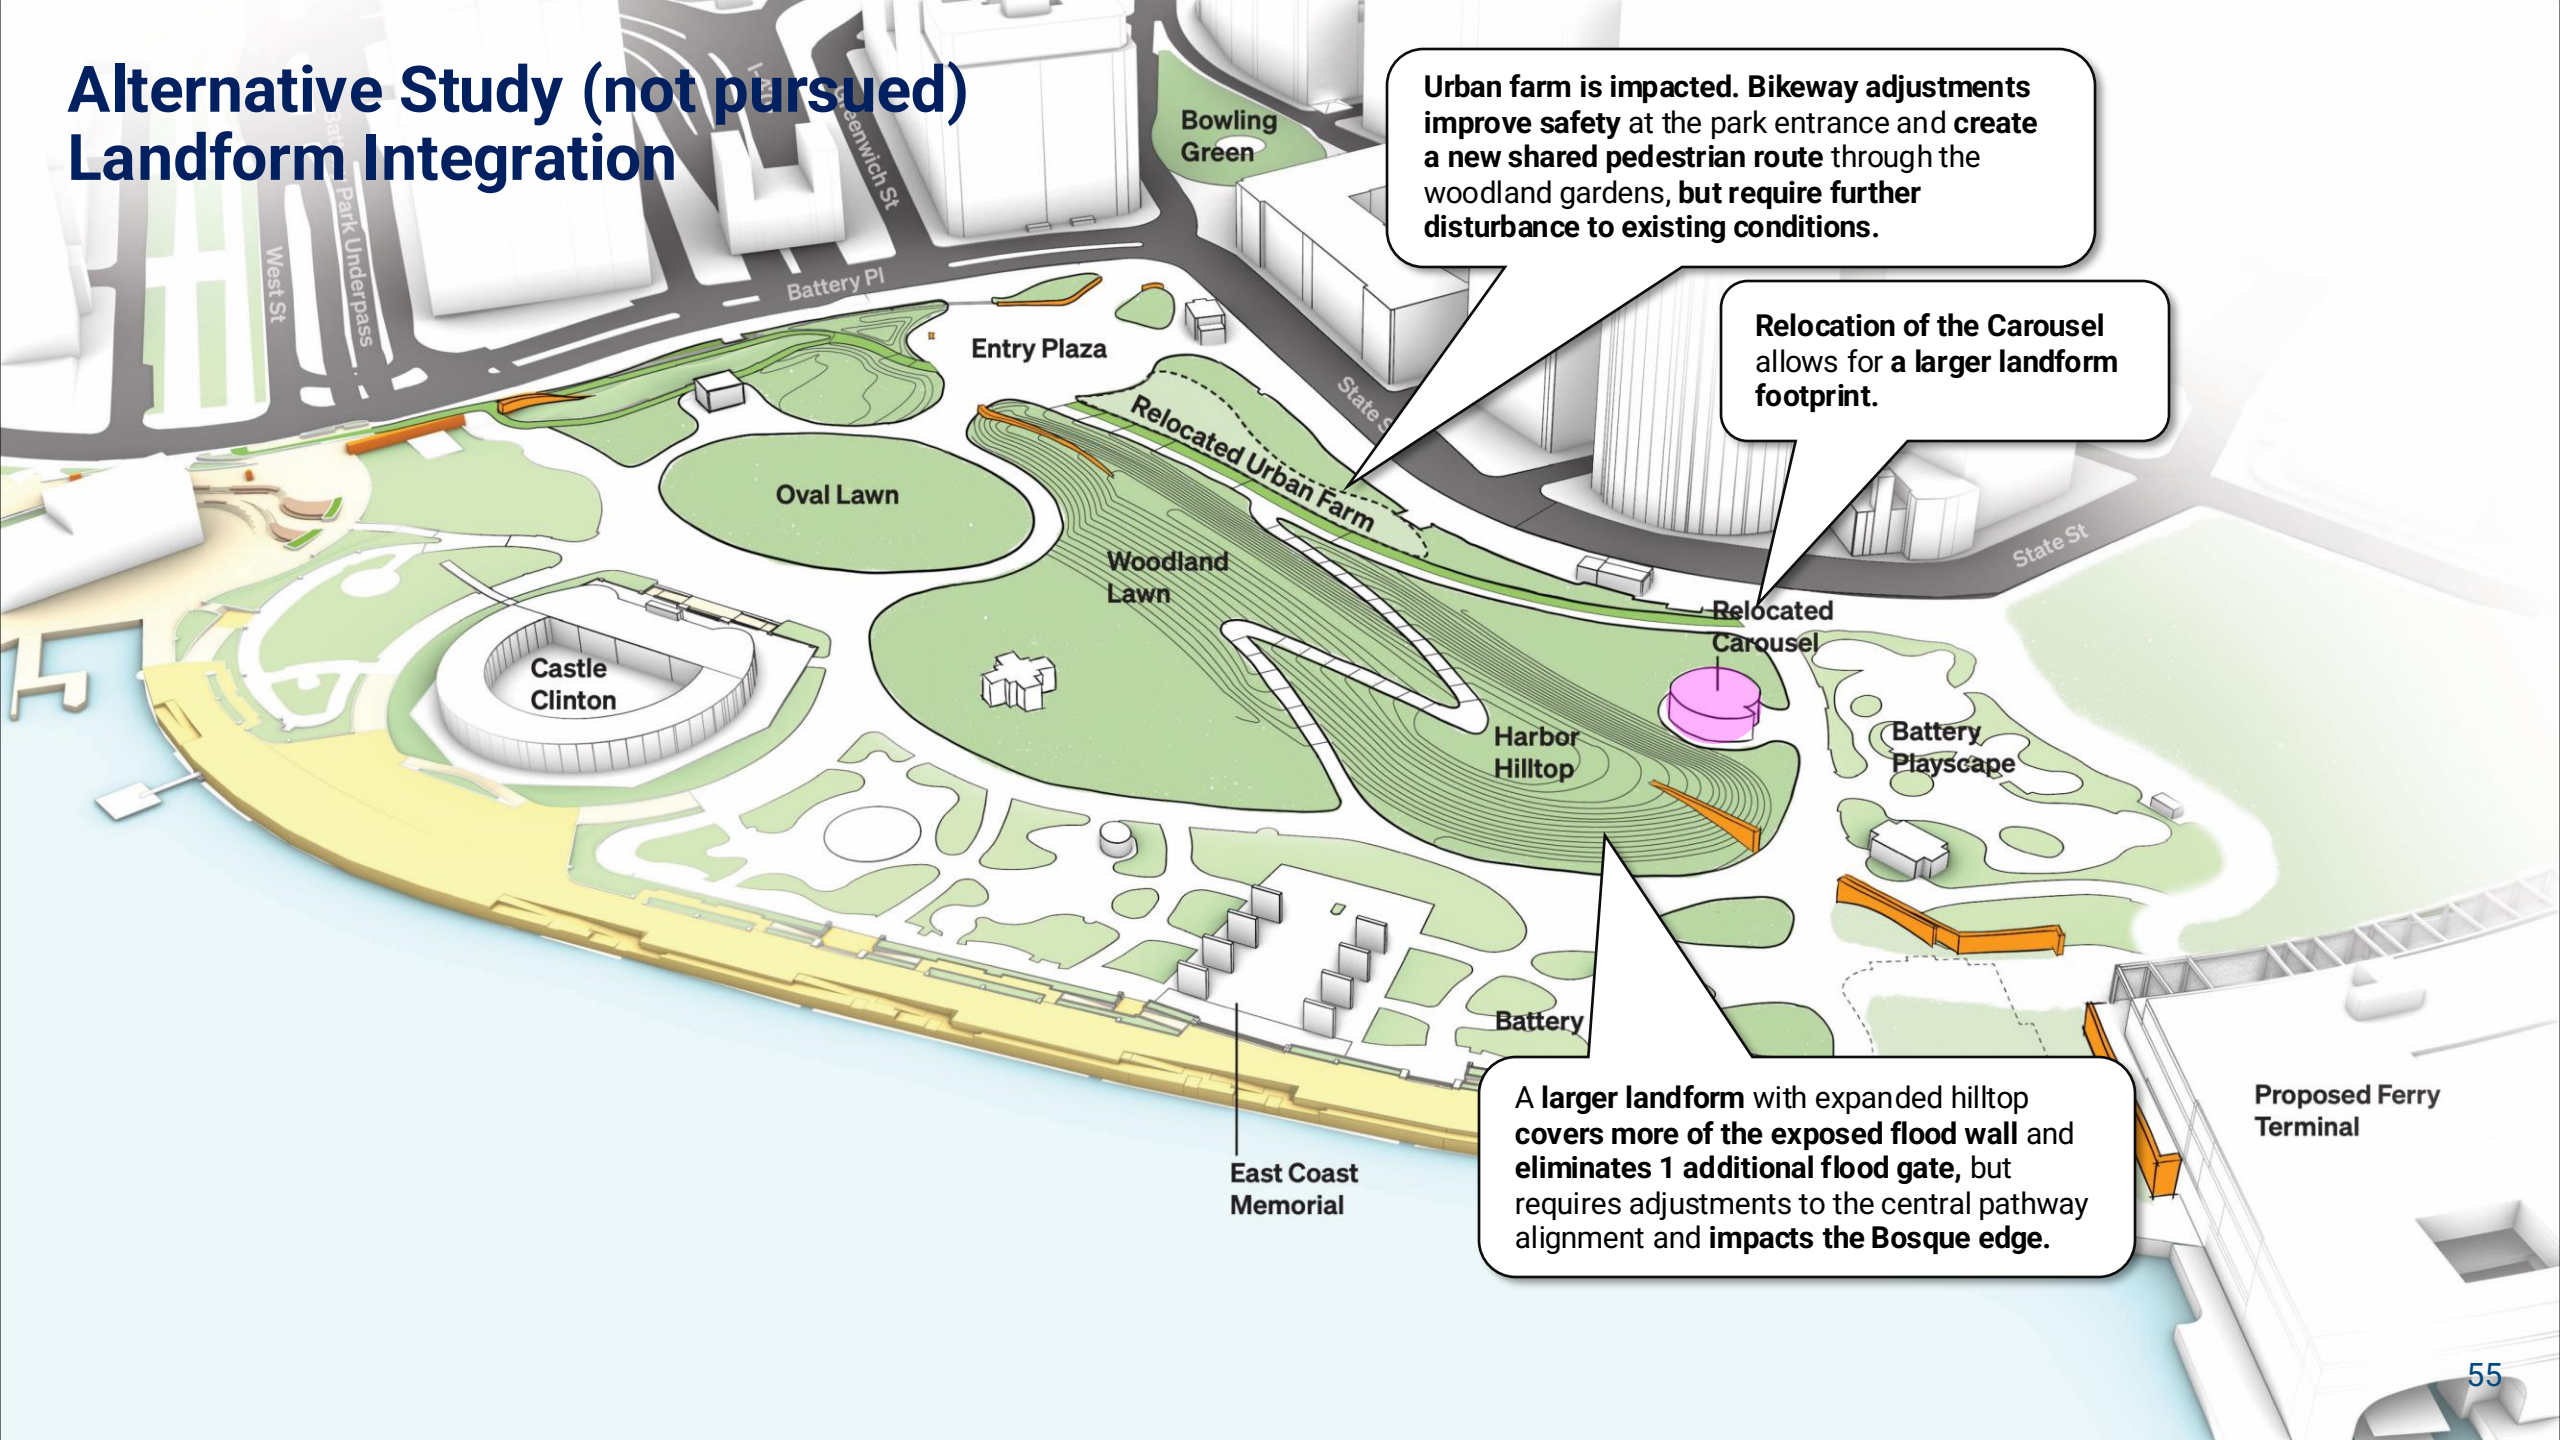 Alternative Study (not pursued)
Landform Integration
Urban farm is impacted. Bikeway adjustments
improve safety at the park entrance and create
a new shared pedestrian route through the
woodland gardens, but require further
disturbance to existing conditions.
Relocation of the Carousel
allows for a larger landform
footprint.
Bowling
Green
Greenwich St
West St
Battery Park Underpass
Battery Pl
Entry Plaza
State S
Relocated Urban Farm
Oval Lawn
Woodland
Lawn
State St
Relocated
Carousel
Castle
Clinton
Harbor
Hilltop
Battery
Playscape
Battery
A larger landform with expanded hilltop
covers more of the exposed flood wall and
eliminates 1 additional flood gate, but
requires adjustments to the central pathway
alignment and impacts the Bosque edge.
Proposed Ferry
Terminal
East Coast
Memorial
55